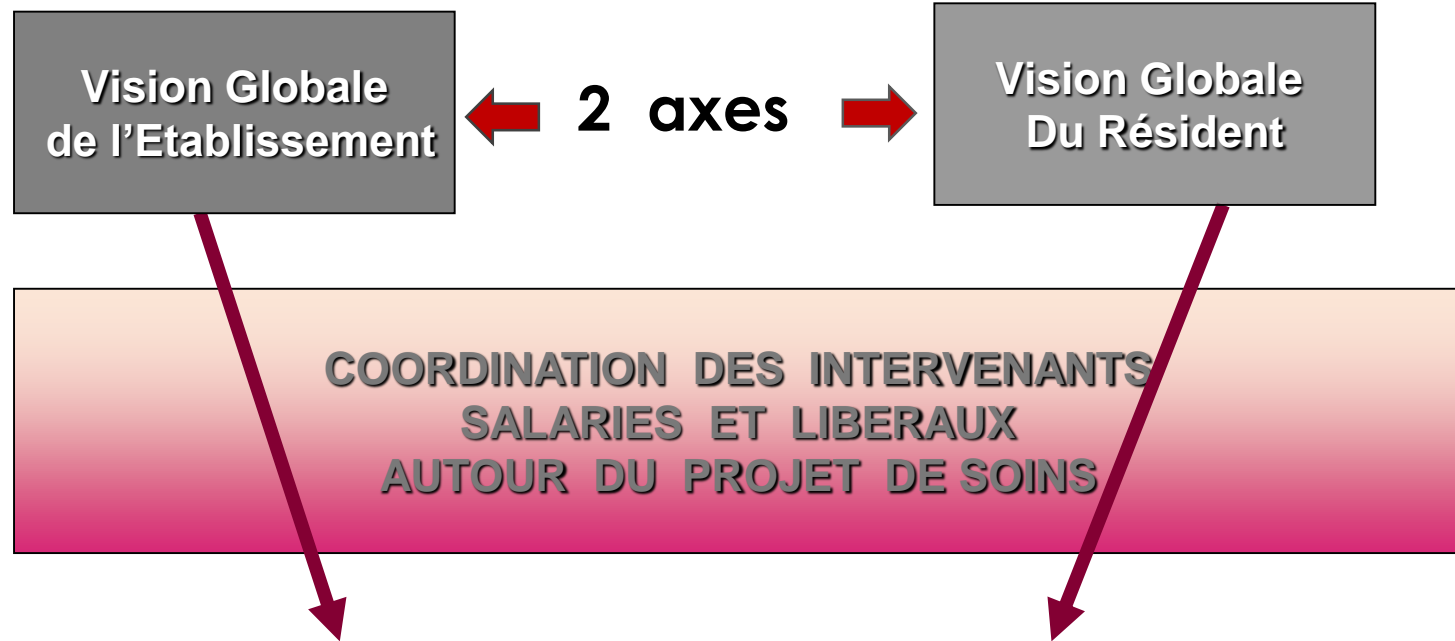 Vision Globale
de l’Etablissement
2 axes
Vision Globale
Du Résident
COORDINATION DES INTERVENANTS
SALARIES ET LIBERAUX
AUTOUR DU PROJET DE SOINS